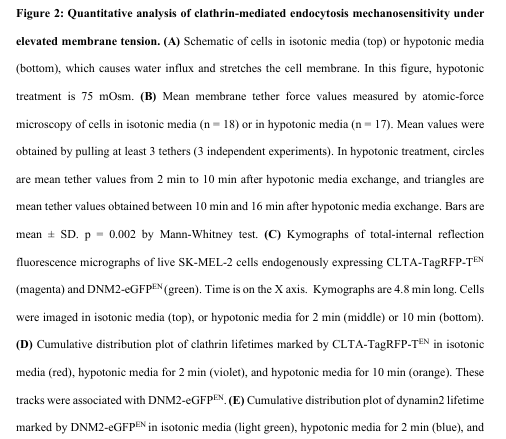 Figure 2: Quantitative analysis of clathrin-mediated endocytosis mechanosensitivity under
elevated membrane tension. (A) Schematic of cells in isotonic media (top) or hypotonic media
(bottom), which causes water influx and stretches the cell membrane. In this figure, hypotonic
treatment is 75 mOsm. (B) Mean membrane tether force values measured by atomic-force
microscopy of cells in isotonic media (n = 18) or in hypotonic media (n = 17). Mean values were
obtained by pulling at least 3 tethers (3 independent experiments). In hypotonic treatment, circles
are mean tether values from 2 min to 10 min after hypotonic media exchange, and triangles are
mean tether values obtained between 10 min and 16 min after hypotonic media exchange. Bars are
mean ± SD. p = 0.002 by Mann-Whitney test. (C) Kymographs of total-internal reflection
fluorescence micrographs of live SK-MEL-2 cells endogenously expressing CLTA-TagRFP-T^EN
(magenta) and DNM2-eGFP^EN (green). Time is on the X axis. Kymographs are 4.8 min long. Cells
were imaged in isotonic media (top), or hypotonic media for 2 min (middle) or 10 min (bottom).
(D) Cumulative distribution plot of clathrin lifetimes marked by CLTA-TagRFP-T^EN in isotonic
media (red), hypotonic media for 2 min (violet), and hypotonic media for 10 min (orange). These
tracks were associated with DNM2-eGFP^EN. (E) Cumulative distribution plot of dynamin2 lifetime
marked by DNM2-eGFP^EN in isotonic media (light green), hypotonic media for 2 min (blue), and